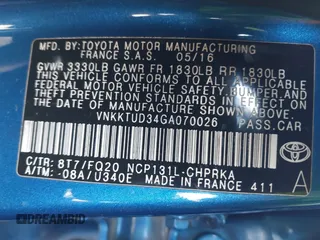 MFD. BY:TOYOTA MOTOR MANUFACTURING
FRANCE S.A.S. 05/16
GVWR 3330LB GAWR FR 1830LB RR 1830LB
THIS VEHICLE CONFORMS TO ALL APPLICABLE
FEDERAL MOTOR VEHICLE SAFETY, BUMPER, AND
THEFT PREVENTION STANDARDS IN EFFECT ON
THE DATE OF MANUFACTURE SHOWN ABOVE.
VNKKTUD34GA070026 PASS.CAR
C/TR: 8T7/FQ20 NCP131L-CHPRKA
A/TM: -08A/U340E MADE IN FRANCE 411
TOYOTA
A
DREAMBID